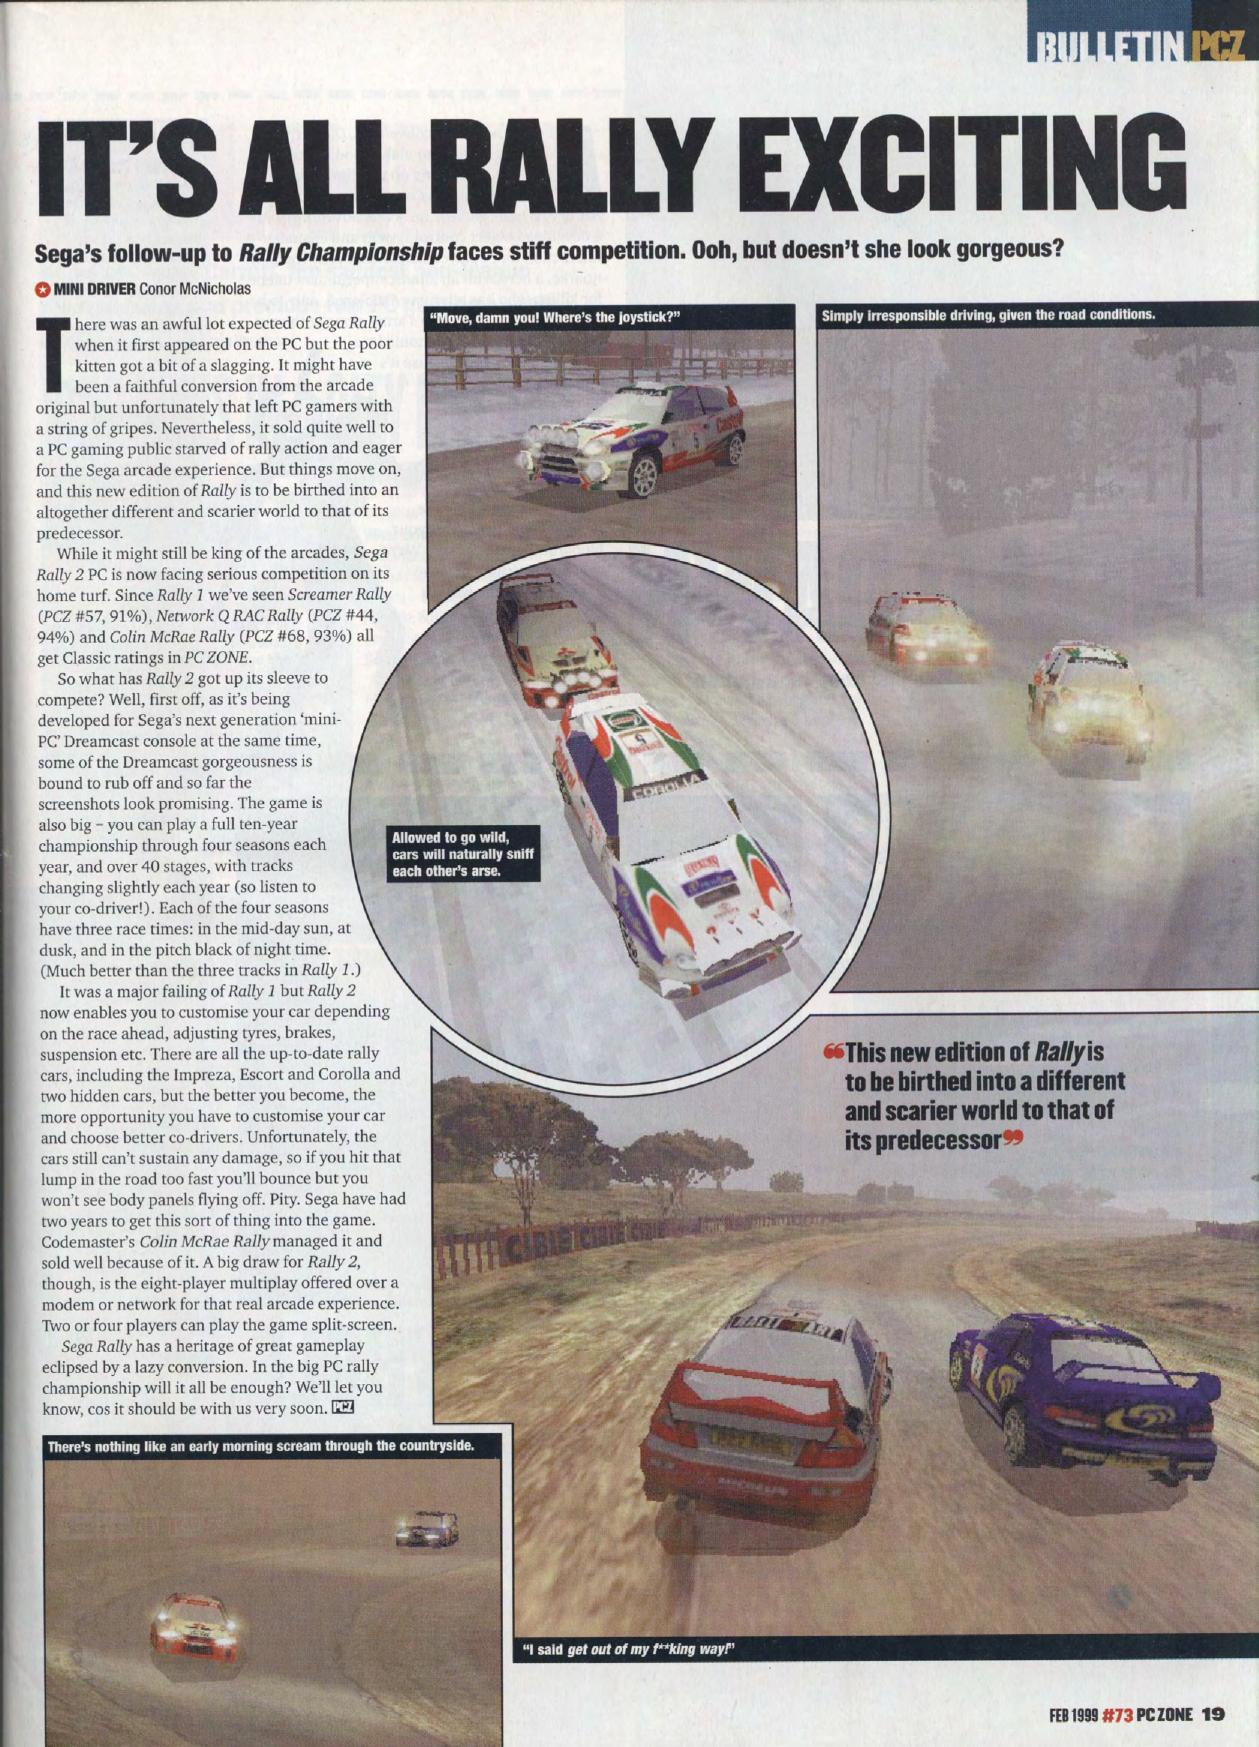 BULLETIN PCZ
IT'S ALL RALLY EXCITING
Sega's follow-up to Rally Championship faces stiff competition. Ooh, but doesn't she look gorgeous?
MINI DRIVER Conor McNicholas
There was an awful lot expected of Sega Rally
when it first appeared on the PC but the poor
kitten got a bit of a slagging. It might have
been a faithful conversion from the arcade
original but unfortunately that left PC gamers with
a string of gripes. Nevertheless, it sold quite well to
a PC gaming public starved of rally action and eager
for the Sega arcade experience. But things move on,
and this new edition of Rally is to be birthed into an
altogether different and scarier world to that of its
predecessor.
While it might still be king of the arcades, Sega
Rally 2 PC is now facing serious competition on its
home turf. Since Rally 1 we've seen Screamer Rally
(PCZ #57, 91%), Network Q RAC Rally (PCZ #44,
94%) and Colin McRae Rally (PCZ #68, 93%) all
get Classic ratings in PC ZONE.
So what has Rally 2 got up its sleeve to
compete? Well, first off, as it's being
developed for Sega's next generation 'mini-
PC' Dreamcast console at the same time,
some of the Dreamcast gorgeousness is
bound to rub off and so far the
screenshots look promising. The game is
also big – you can play a full ten-year
championship through four seasons each
year, and over 40 stages, with tracks
changing slightly each year (so listen to
your co-driver!). Each of the four seasons
have three race times: in the mid-day sun, at
dusk, and in the pitch black of night time.
(Much better than the three tracks in Rally 1.)
It was a major failing of Rally 1 but Rally 2
now enables you to customise your car depending
on the race ahead, adjusting tyres, brakes,
suspension etc. There are all the up-to-date rally
cars, including the Impreza, Escort and Corolla and
two hidden cars, but the better you become, the
more opportunity you have to customise your car
and choose better co-drivers. Unfortunately, the
cars still can't sustain any damage, so if you hit that
lump in the road too fast you'll bounce but you
won't see body panels flying off. Pity. Sega have had
two years to get this sort of thing into the game.
Codemaster's Colin McRae Rally managed it and
sold well because of it. A big draw for Rally 2,
though, is the eight-player multiplay offered over a
modem or network for that real arcade experience.
Two or four players can play the game split-screen.
Sega Rally has a heritage of great gameplay
eclipsed by a lazy conversion. In the big PC rally
championship will it all be enough? We'll let you
know, cos it should be with us very soon. PCZ
"Move, damn you! Where's the joystick?"
Castrol
5
Simply irresponsible driving, given the road conditions.
COROLLA
Allowed to go wild,
cars will naturally sniff
each other's arse.
“This new edition of Rally is
to be birthed into a different
and scarier world to that of
its predecessor”
CIBIE CIBIE CIBIE
MICHELIN
"I said get out of my f**king way!"
There's nothing like an early morning scream through the countryside.
FEB 1999 #73 PC ZONE 19